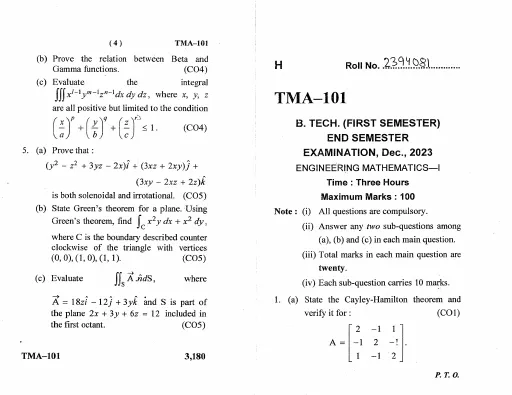 ( 4 ) TMA–101
(b) Prove the relation between Beta and
Gamma functions. (CO4)
(c) Evaluate the integral
∭ x^{l–1}y^{m–1}z^{n–1}dx dy dz, where x, y, z
are all positive but limited to the condition
(x/a)^p + (y/b)^q + (z/c)^r ≤ 1. (CO4)
5. (a) Prove that :
(y² – z² + 3yz – 2x)î + (3xz + 2xy)ĵ +
(3xy – 2xz + 2z)k̂
is both solenoidal and irrotational. (CO5)
(b) State Green's theorem for a plane. Using
Green's theorem, find ∫_C x²y dx + x² dy,
where C is the boundary described counter
clockwise of the triangle with vertices
(0, 0), (1, 0), (1, 1). (CO5)
(c) Evaluate ∬_S A⃗.n̂dS, where
A⃗ = 18zî – 12ĵ + 3yk̂ and S is part of
the plane 2x + 3y + 6z = 12 included in
the first octant. (CO5)
TMA–101 3,180
H Roll No. 2394081
TMA–101
B. TECH. (FIRST SEMESTER)
END SEMESTER
EXAMINATION, Dec., 2023
ENGINEERING MATHEMATICS—I
Time : Three Hours
Maximum Marks : 100
Note : (i) All questions are compulsory.
(ii) Answer any two sub-questions among
(a), (b) and (c) in each main question.
(iii) Total marks in each main question are
twenty.
(iv) Each sub-question carries 10 marks.
1. (a) State the Cayley-Hamilton theorem and
verify it for : (CO1)
2 –1 1
A = –1 2 –1 .
1 –1 2
P. T. O.